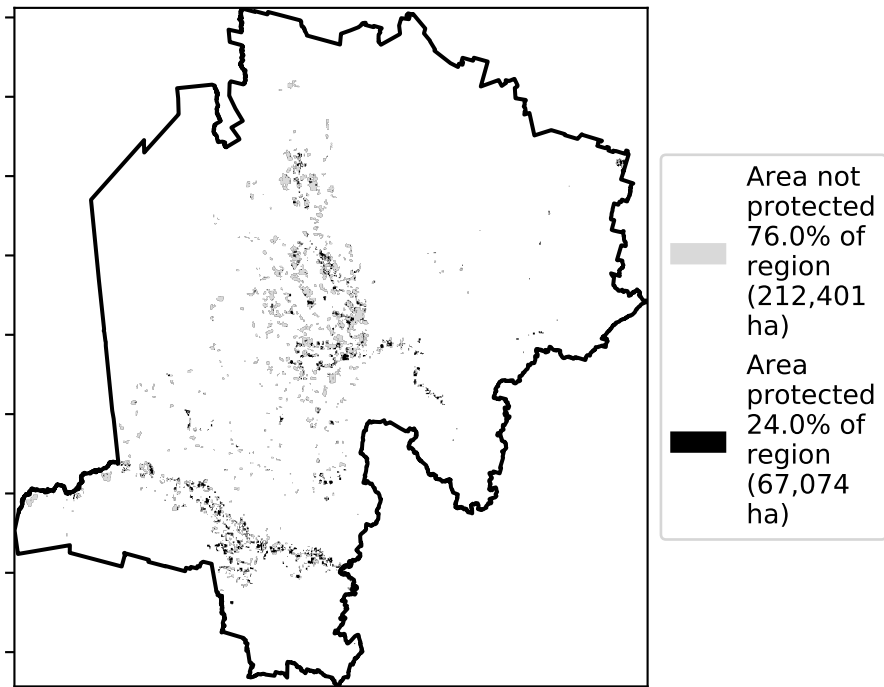 Area not
protected
76.0% of
region
(212,401
ha)
Area
protected
24.0% of
region
(67,074
ha)